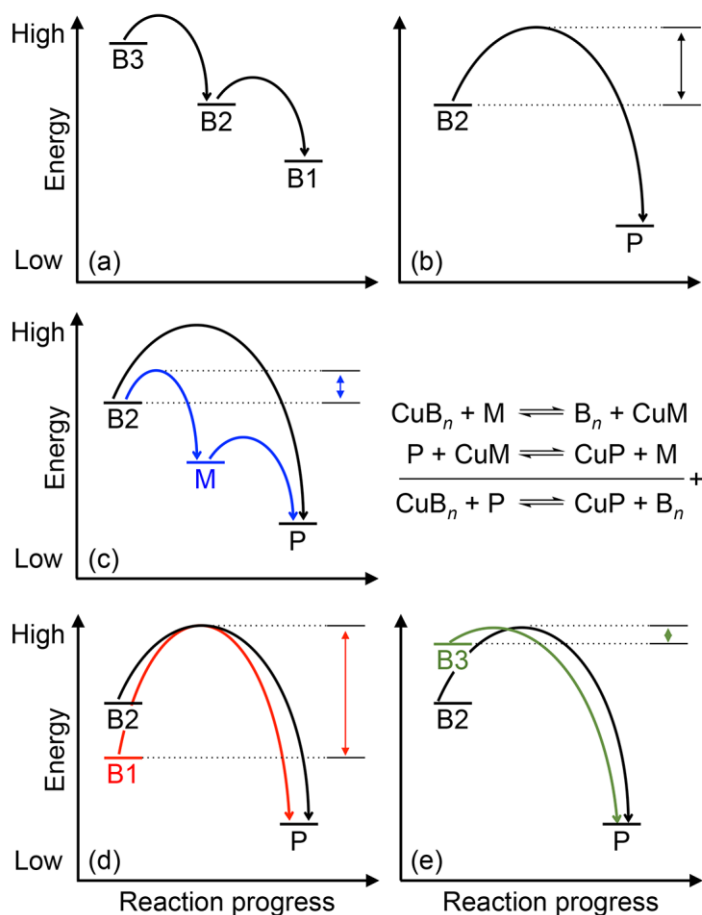 High
B3
B2
B1
Energy
Low
(a)
B2
P
(b)
High
B2
M
P
Energy
Low
(c)
CuBn + M ⇌ Bn + CuM
P + CuM ⇌ CuP + M
+
CuBn + P ⇌ CuP + Bn
High
B2
B1
P
Energy
Low
(d)
Reaction progress
B3
B2
P
(e)
Reaction progress